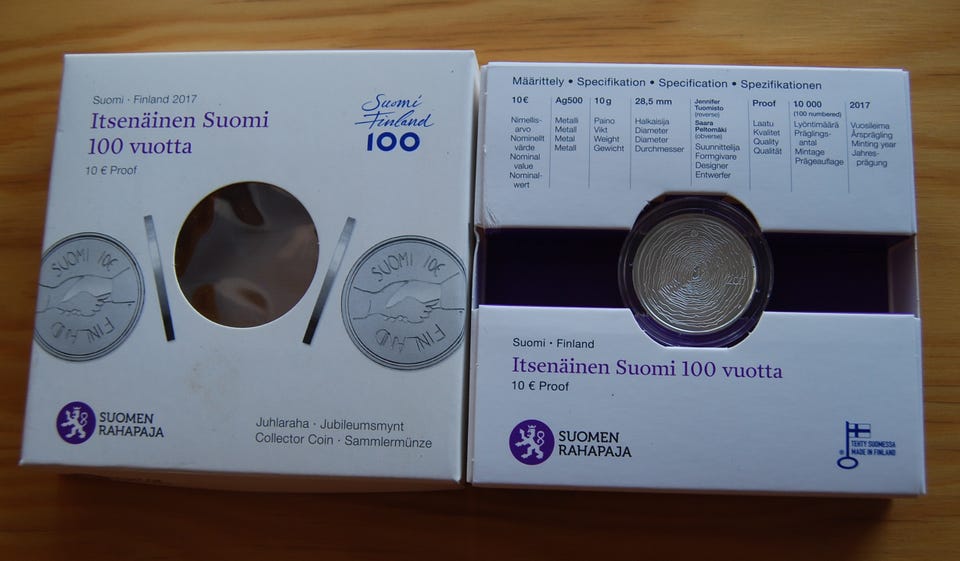 Suomi · Finland 2017
Itsenäinen Suomi
100 vuotta
10 € Proof
Suomi
Finland
100
SUOMI 10€
FINLAND
SUOMI 10€
FINLAND
SUOMEN
RAHAPAJA
Juhlaraha · Jubileumsmynt
Collector Coin · Sammlermünze
Määrittely • Specifikation • Specification • Spezifikationen
10 €
Nimellis-
arvo
Nominellt
värde
Nominal
value
Nominal-
wert
Ag500
Metalli
Metall
Metal
Metall
10 g
Paino
Vikt
Weight
Gewicht
28,5 mm
Halkaisija
Diameter
Diameter
Durchmesser
Jennifer
Tuomisto
(reverse)
Saara
Peltomäki
(obverse)
Suunnittelija
Formgivare
Designer
Entwerfer
Proof
Laatu
Kvalitet
Quality
Qualität
10 000
(100 numbered)
Lyöntimäärä
Präglings-
antal
Mintage
Prägeauflage
2017
Vuosileima
Årsprägling
Minting year
Jahres-
prägung
2017
Suomi · Finland
Itsenäinen Suomi 100 vuotta
10 € Proof
SUOMEN
RAHAPAJA
TEHTY SUOMESSA
MADE IN FINLAND